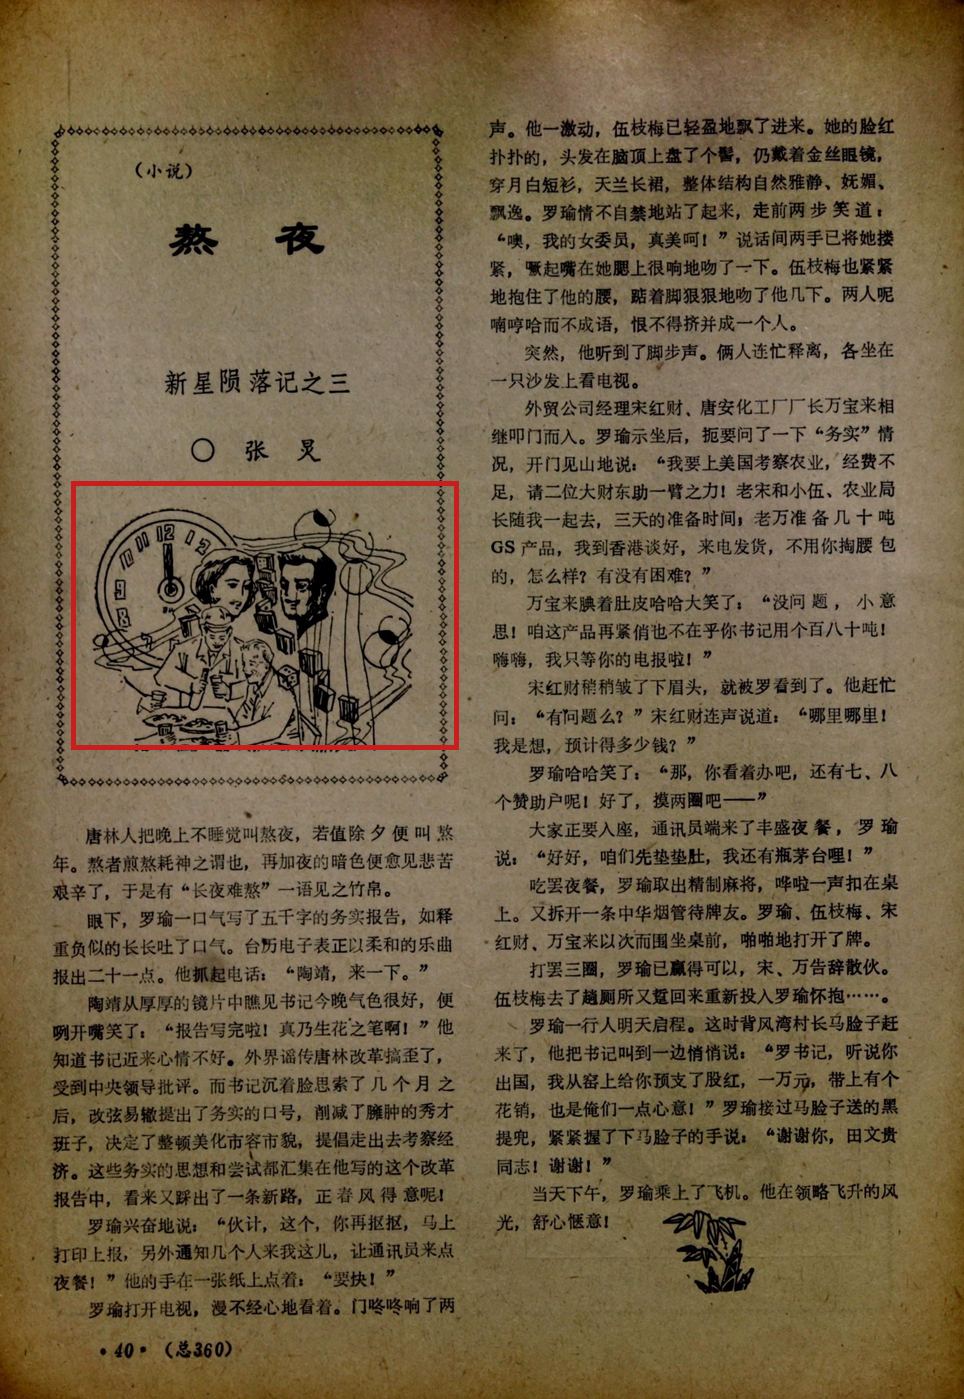 （小说）
熬夜
新星陨落记之三
○ 张炅
唐林人把晚上不睡觉叫熬夜，若值除夕便叫熬
年。熬者煎熬耗神之谓也，再加夜的暗色便愈见悲苦
艰辛了，于是有“长夜难熬”一语见之竹帛。
眼下，罗瑜一口气写了五千字的务实报告，如释
重负似的长长吐了口气。台历电子表正以柔和的乐曲
报出二十一点。他抓起电话：“陶靖，来一下。”
陶靖从厚厚的镜片中瞧见书记今晚气色很好，便
咧开嘴笑了：“报告写完啦！真乃生花之笔啊！”他
知道书记近来心情不好。外界谣传唐林改革搞歪了，
受到中央领导批评。而书记沉着脸思索了几个月之
后，改弦易辙提出了务实的口号，削减了臃肿的秀才
班子，决定了整顿美化市容市貌，提倡走出去考察经
济。这些务实的思想和尝试都汇集在他写的这个改革
报告中，看来又踩出了一条新路，正春风得意呢！
罗瑜兴奋地说：“伙计，这个，你再抠抠，马上
打印上报，另外通知几个人来我这儿，让通讯员来点
夜餐！”他的手在一张纸上点着：“要快！”
罗瑜打开电视，漫不经心地看着。门咚咚响了两
声。他一激动，伍枝梅已轻盈地飘了进来。她的脸红
扑扑的，头发在脑顶上盘了个髻，仍戴着金丝眼镜，
穿月白短衫，天兰长裙，整体结构自然雅静、妩媚、
飘逸。罗瑜情不自禁地站了起来，走前两步笑道：
“噢，我的女委员，真美呵！”说话间两手已将她搂
紧，噘起嘴在她腮上很响地吻了一下。伍枝梅也紧紧
地抱住了他的腰，踮着脚狠狠地吻了他几下。两人呢
喃哼哈而不成语，恨不得挤并成一个人。
突然，他听到了脚步声。俩人连忙释离，各坐在
一只沙发上看电视。
外贸公司经理宋红财、唐安化工厂厂长万宝来相
继叩门而入。罗瑜示坐后，扼要问了一下“务实”情
况，开门见山地说：“我要上美国考察农业，经费不
足，请二位大财东助一臂之力！老宋和小伍、农业局
长随我一起去，三天的准备时间；老万准备几十吨
GS产品，我到香港谈好，来电发货，不用你掏腰包
的，怎么样？有没有困难？”
万宝来腆着肚皮哈哈大笑了：“没问题，小意
思！咱这产品再紧俏也不在乎你书记用个百八十吨！
嗨嗨，我只等你的电报啦！”
宋红财稍稍皱了下眉头，就被罗看到了。他赶忙
问：“有问题么？”宋红财连声说道：“哪里哪里！
我是想，预计得多少钱？”
罗瑜哈哈笑了：“那，你看着办吧，还有七、八
个赞助户呢！好了，摸两圈吧——”
大家正要入座，通讯员端来了丰盛夜餐，罗瑜
说：“好好，咱们先垫垫肚，我还有瓶茅台哩！”
吃罢夜餐，罗瑜取出精制麻将，哗啦一声扣在桌
上。又拆开一条中华烟管待牌友。罗瑜、伍枝梅、宋
红财、万宝来以次而围坐桌前，啪啪地打开了牌。
打罢三圈，罗瑜已赢得可以，宋、万告辞散伙。
伍枝梅去了趟厕所又踅回来重新投入罗瑜怀抱……。
罗瑜一行人明天启程。这时背风湾村长马脸子赶
来了，他把书记叫到一边悄悄说：“罗书记，听说你
出国，我从窑上给你预支了股红，一万元，带上有个
花销，也是俺们一点心意！”罗瑜接过马脸子送的黑
提兜，紧紧握了下马脸子的手说：“谢谢你，田文贵
同志！谢谢！”
当天下午，罗瑜乘上了飞机。他在领略飞升的风
光，舒心惬意！
·40·（总360）